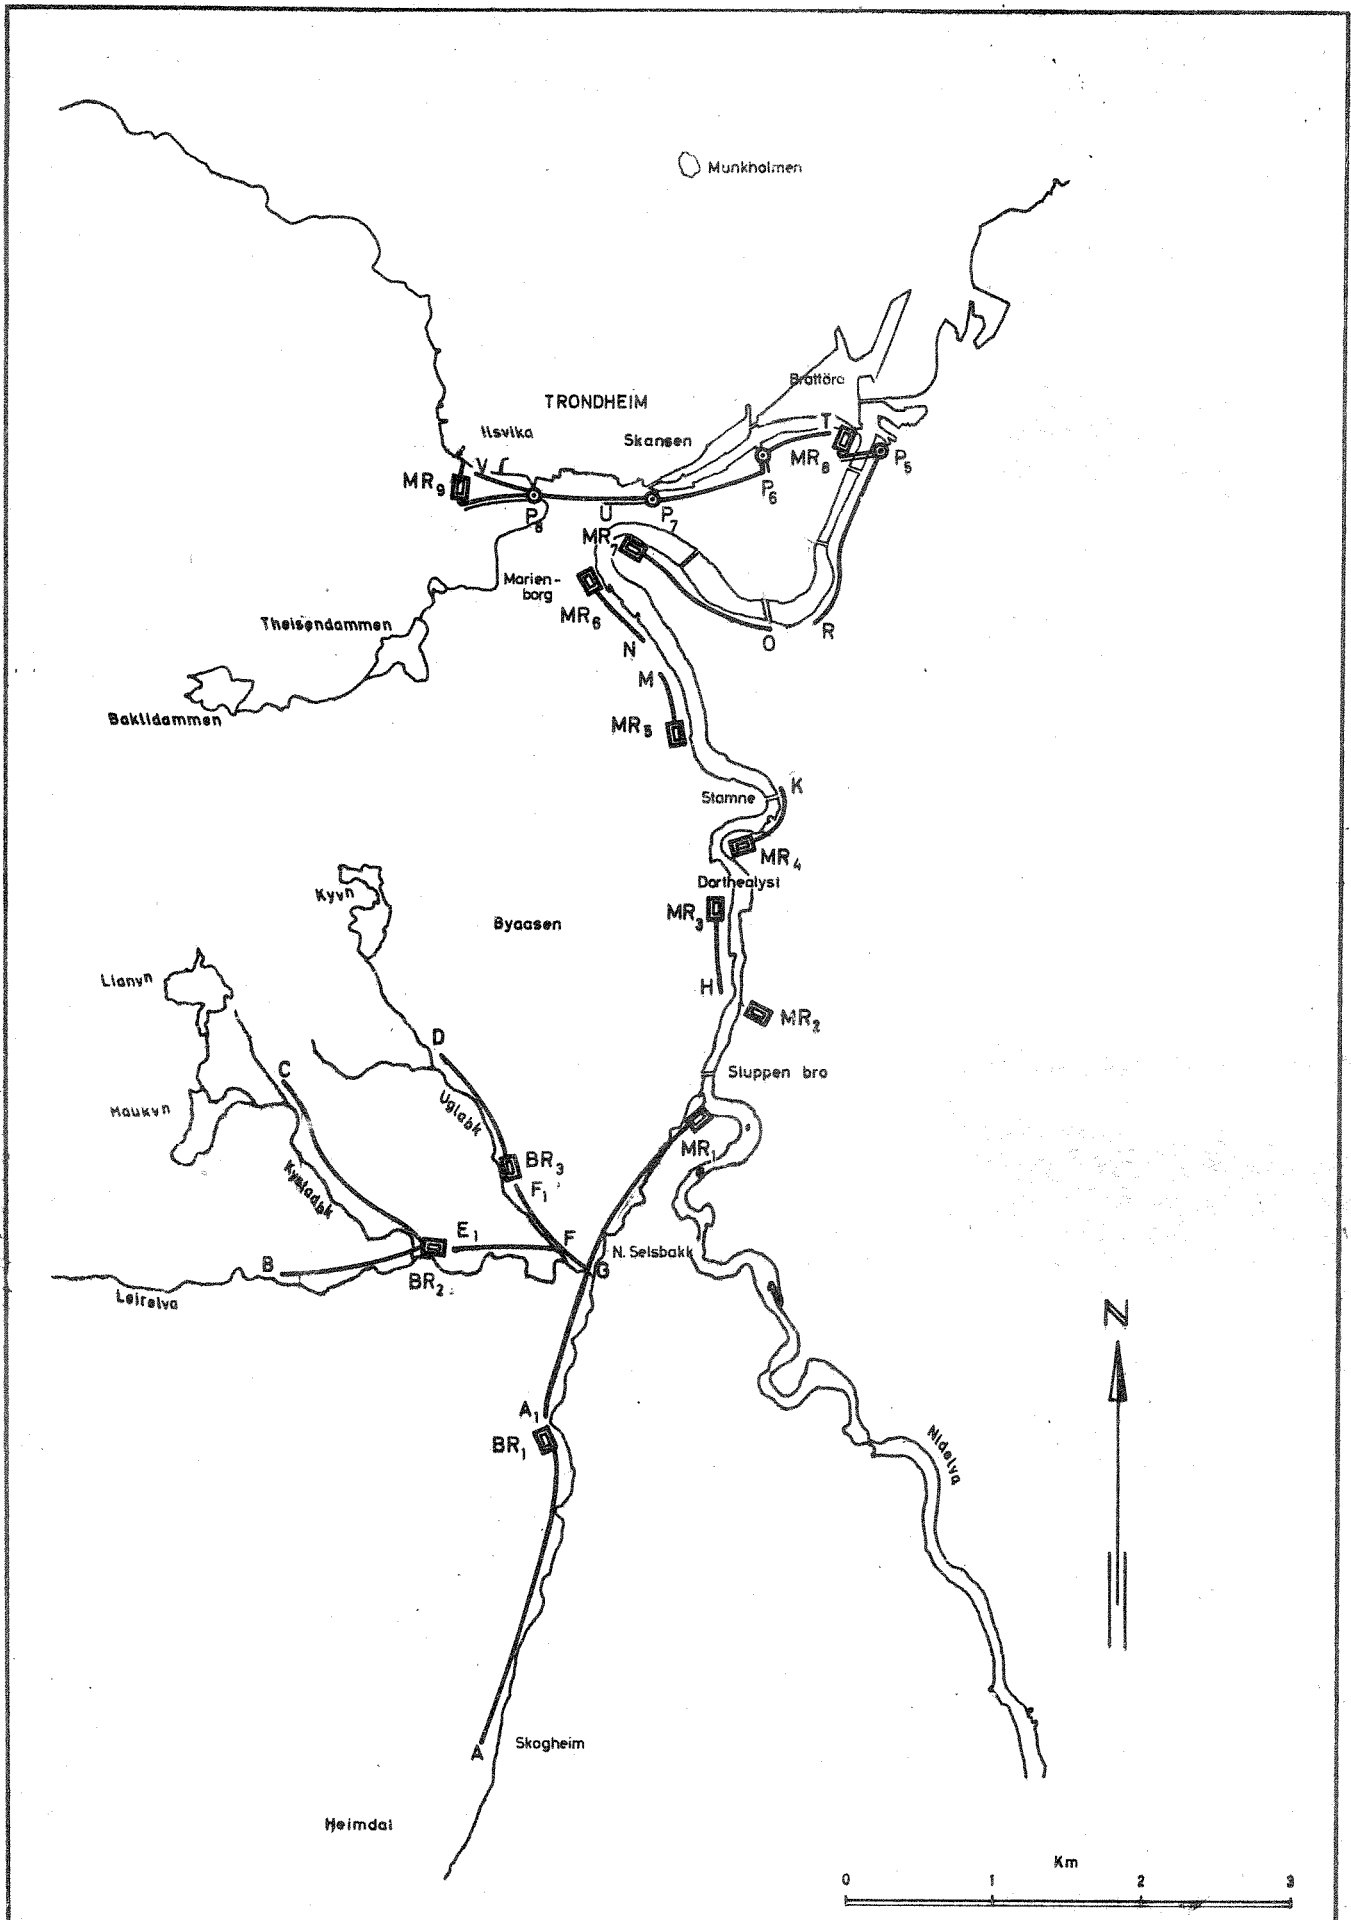 Munkholmen
Brattöra
TRONDHEIM
Ilsvika
Skansen
T
V
MR8
P5
MR9
P6
P8
U
P7
MR7
Marien-
borg
MR6
Theisendammen
O
R
N
M
Baklidammen
MR5
K
Stamne
MR4
Dorthealyst
Kyvn
MR3
Byaasen
Lianvn
H
MR2
D
C
Sluppen bro
Haukvn
Uglabk
MR1
BR3
Kystadbk
F1
E1
F
N. Selsbakk
B
G
BR2
Leirelva
N
A1
BR1
Nidelva
A
Skogheim
Heimdal
Km
0 1 2 3